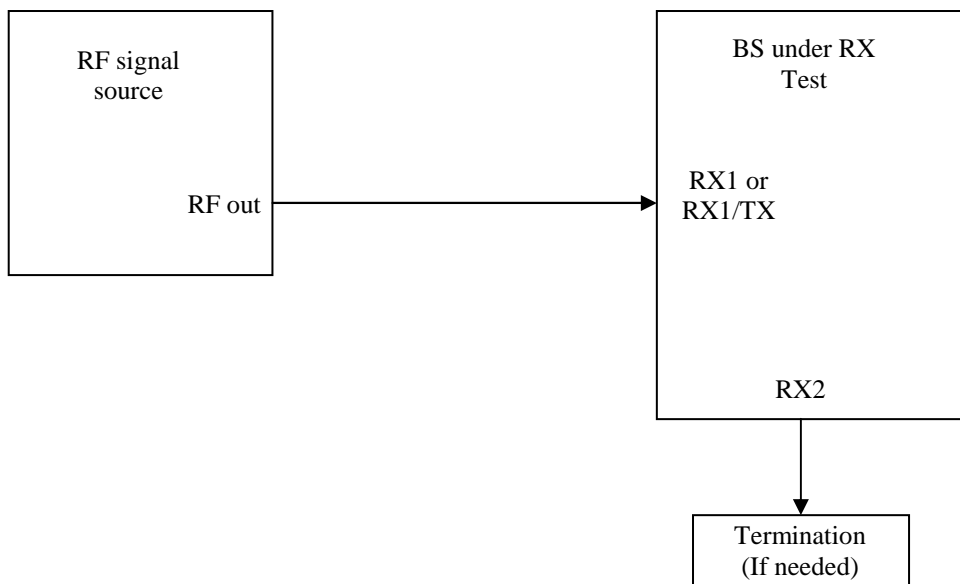 RF signal
source
RF out
BS under RX
Test
RX1 or
RX1/TX
RX2
Termination
(If needed)